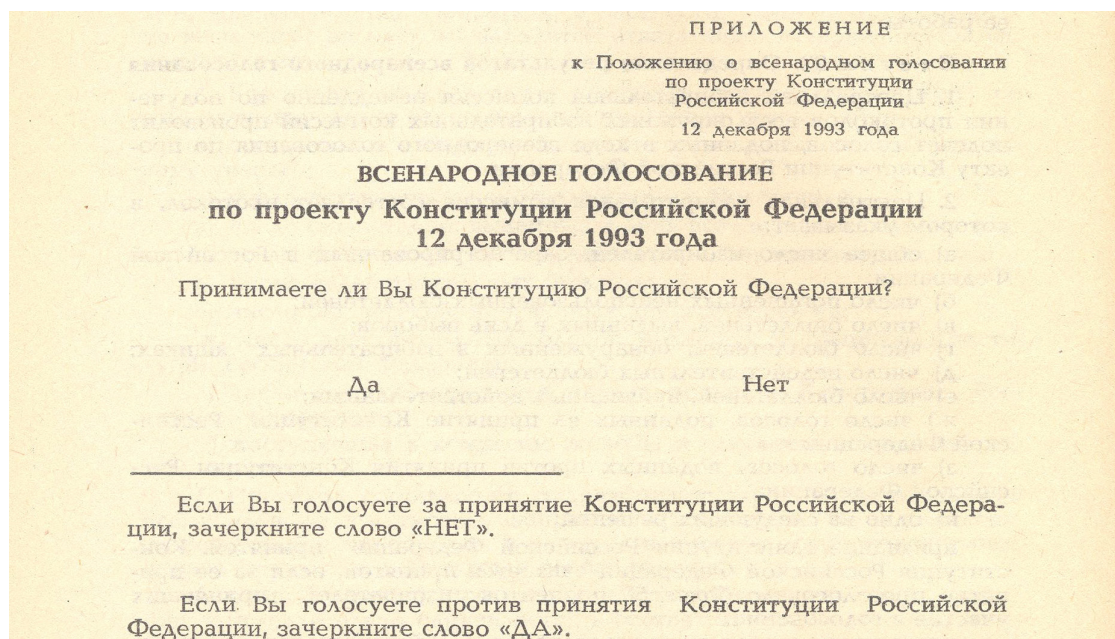 ПРИЛОЖЕНИЕ
к Положению о всенародном голосовании
по проекту Конституции
Российской Федерации
12 декабря 1993 года
ВСЕНАРОДНОЕ ГОЛОСОВАНИЕ
по проекту Конституции Российской Федерации
12 декабря 1993 года
Принимаете ли Вы Конституцию Российской Федерации?
Да Нет
Если Вы голосуете за принятие Конституции Российской Федера-
ции, зачеркните слово «НЕТ».
Если Вы голосуете против принятия Конституции Российской
Федерации, зачеркните слово «ДА».